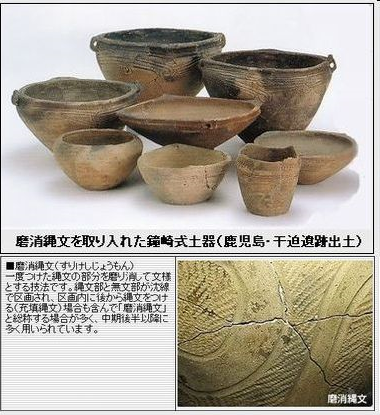 磨消縄文を取り入れた鐘崎式土器(鹿児島・干迫遺跡出土)
■磨消縄文(すりけしじょうもん)
一度つけた縄文の部分を磨り消して文様
とする技法です。縄文部と無文部が沈線
で区画され、区画内に後から縄文をつけ
る(充填縄文)場合も含んで「磨消縄文」
と総称する場合が多く、中期後半以降に
多く用いられています。
磨消縄文